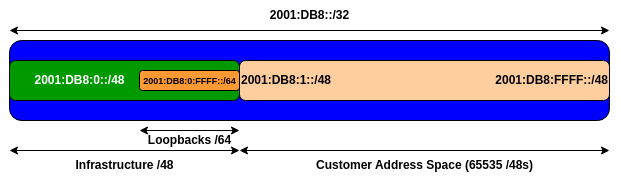 2001:DB8::/32
2001:DB8:0::/48
2001:DB8:0:FFFF::/64
2001:DB8:1::/48
2001:DB8:FFFF::/48
Loopbacks /64
Infrastructure /48
Customer Address Space (65535 /48s)